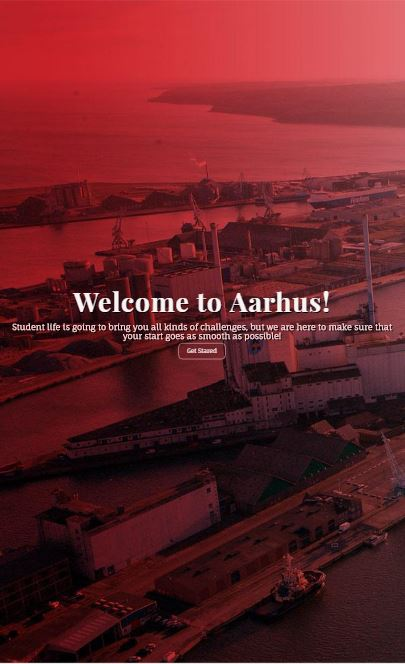 Welcome to Aarhus!
Student life is going to bring you all kinds of challenges, but we are here to make sure that
your start goes as smooth as possible!
Get Stared